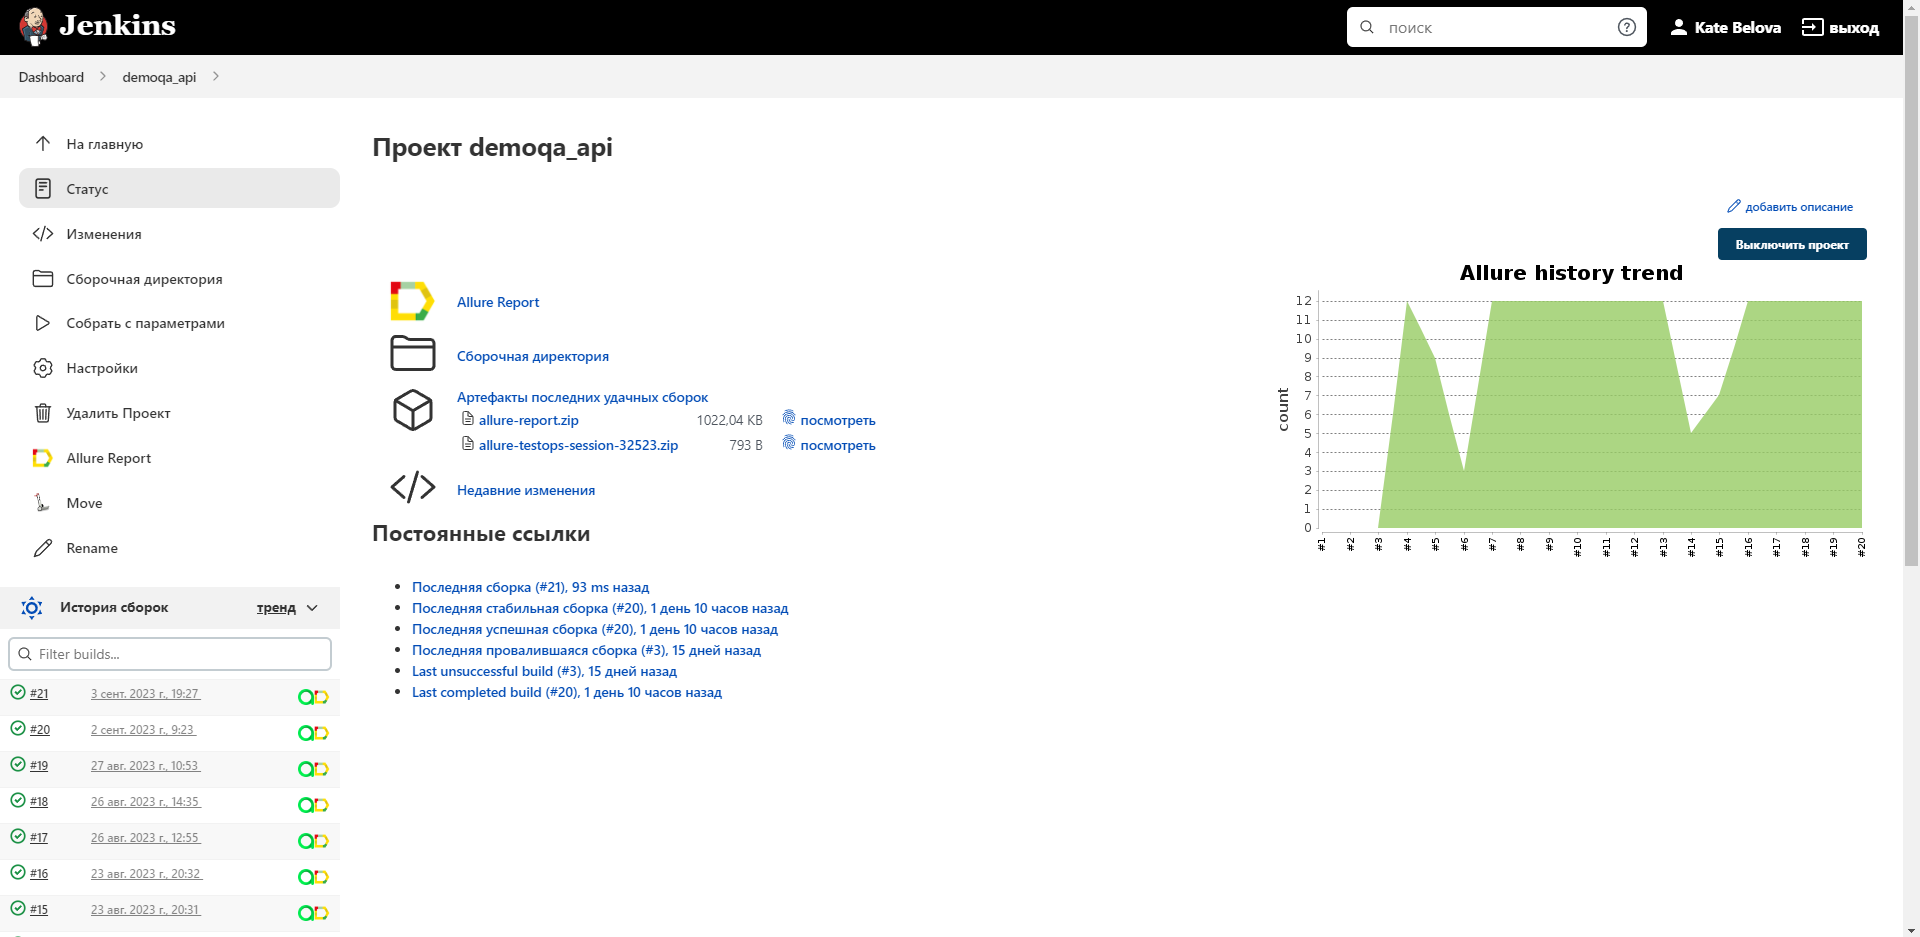 Jenkins
поиск
Kate Belova
выход
Dashboard
demoqa_api
На главную
Статус
Изменения
Сборочная директория
Собрать с параметрами
Настройки
Удалить Проект
Allure Report
Move
Rename
История сборок
тренд
Filter builds...
#21 3 сент. 2023 г., 19:27
#20 2 сент. 2023 г., 9:23
#19 27 авг. 2023 г., 10:53
#18 26 авг. 2023 г., 14:35
#17 26 авг. 2023 г., 12:55
#16 23 авг. 2023 г., 20:32
#15 23 авг. 2023 г., 20:31
Проект demoqa_api
добавить описание
Выключить проект
Allure Report
Сборочная директория
Артефакты последних удачных сборок
allure-report.zip 1022,04 KB посмотреть
allure-testops-session-32523.zip 793 B посмотреть
Недавние изменения
Постоянные ссылки
Последняя сборка (#21), 93 ms назад
Последняя стабильная сборка (#20), 1 день 10 часов назад
Последняя успешная сборка (#20), 1 день 10 часов назад
Последняя провалившаяся сборка (#3), 15 дней назад
Last unsuccessful build (#3), 15 дней назад
Last completed build (#20), 1 день 10 часов назад
Allure history trend
count
12
11
10
9
8
7
6
5
4
3
2
1
0
#1 #2 #3 #4 #5 #6 #7 #8 #9 #10 #11 #12 #13 #14 #15 #16 #17 #18 #19 #20